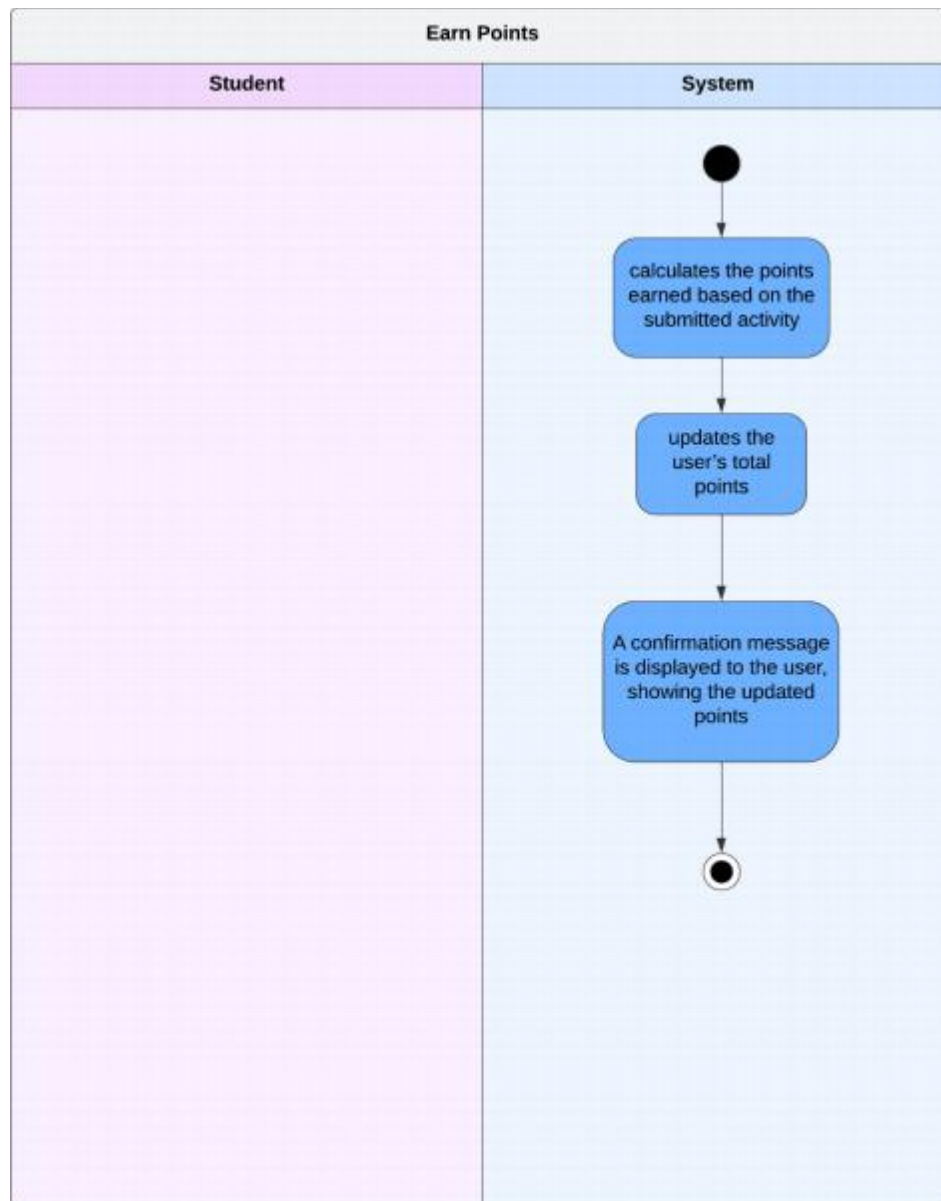 Earn Points
Student
System
calculates the points
earned based on the
submitted activity
updates the
user’s total
points
A confirmation message
is displayed to the user,
showing the updated
points